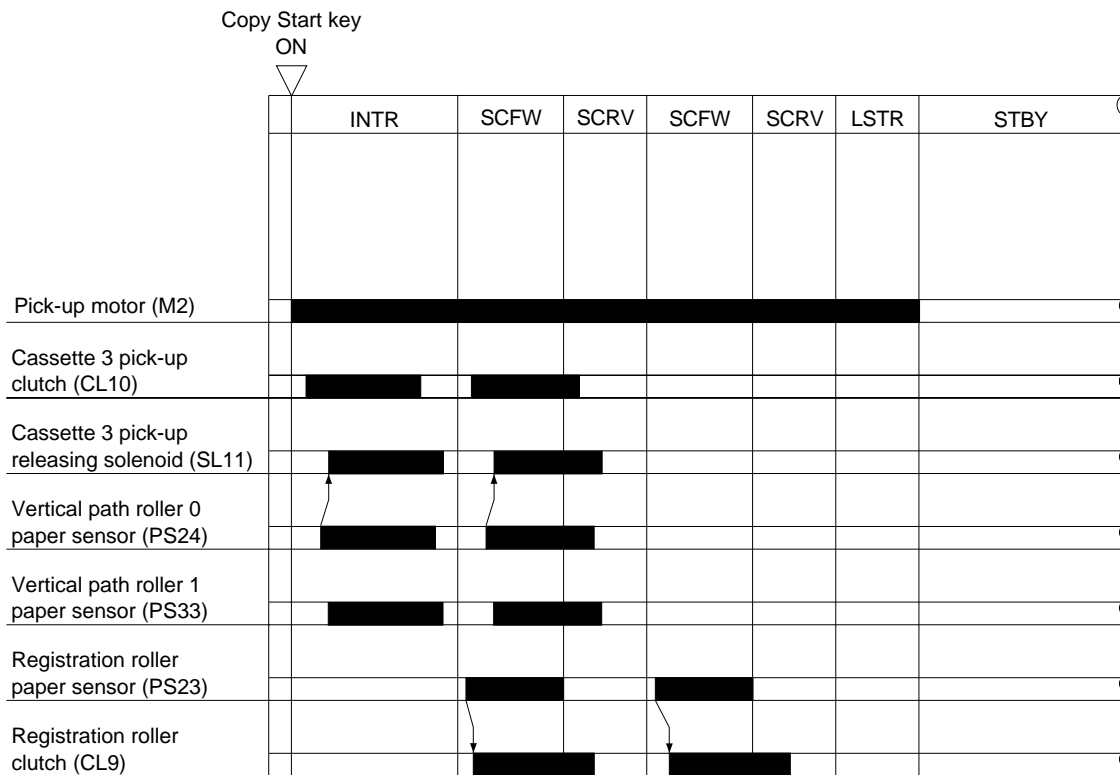 Copy Start key
ON
INTR SCFW SCRV SCFW SCRV LSTR STBY
Pick-up motor (M2)
Cassette 3 pick-up
clutch (CL10)
Cassette 3 pick-up
releasing solenoid (SL11)
Vertical path roller 0
paper sensor (PS24)
Vertical path roller 1
paper sensor (PS33)
Registration roller
paper sensor (PS23)
Registration roller
clutch (CL9)